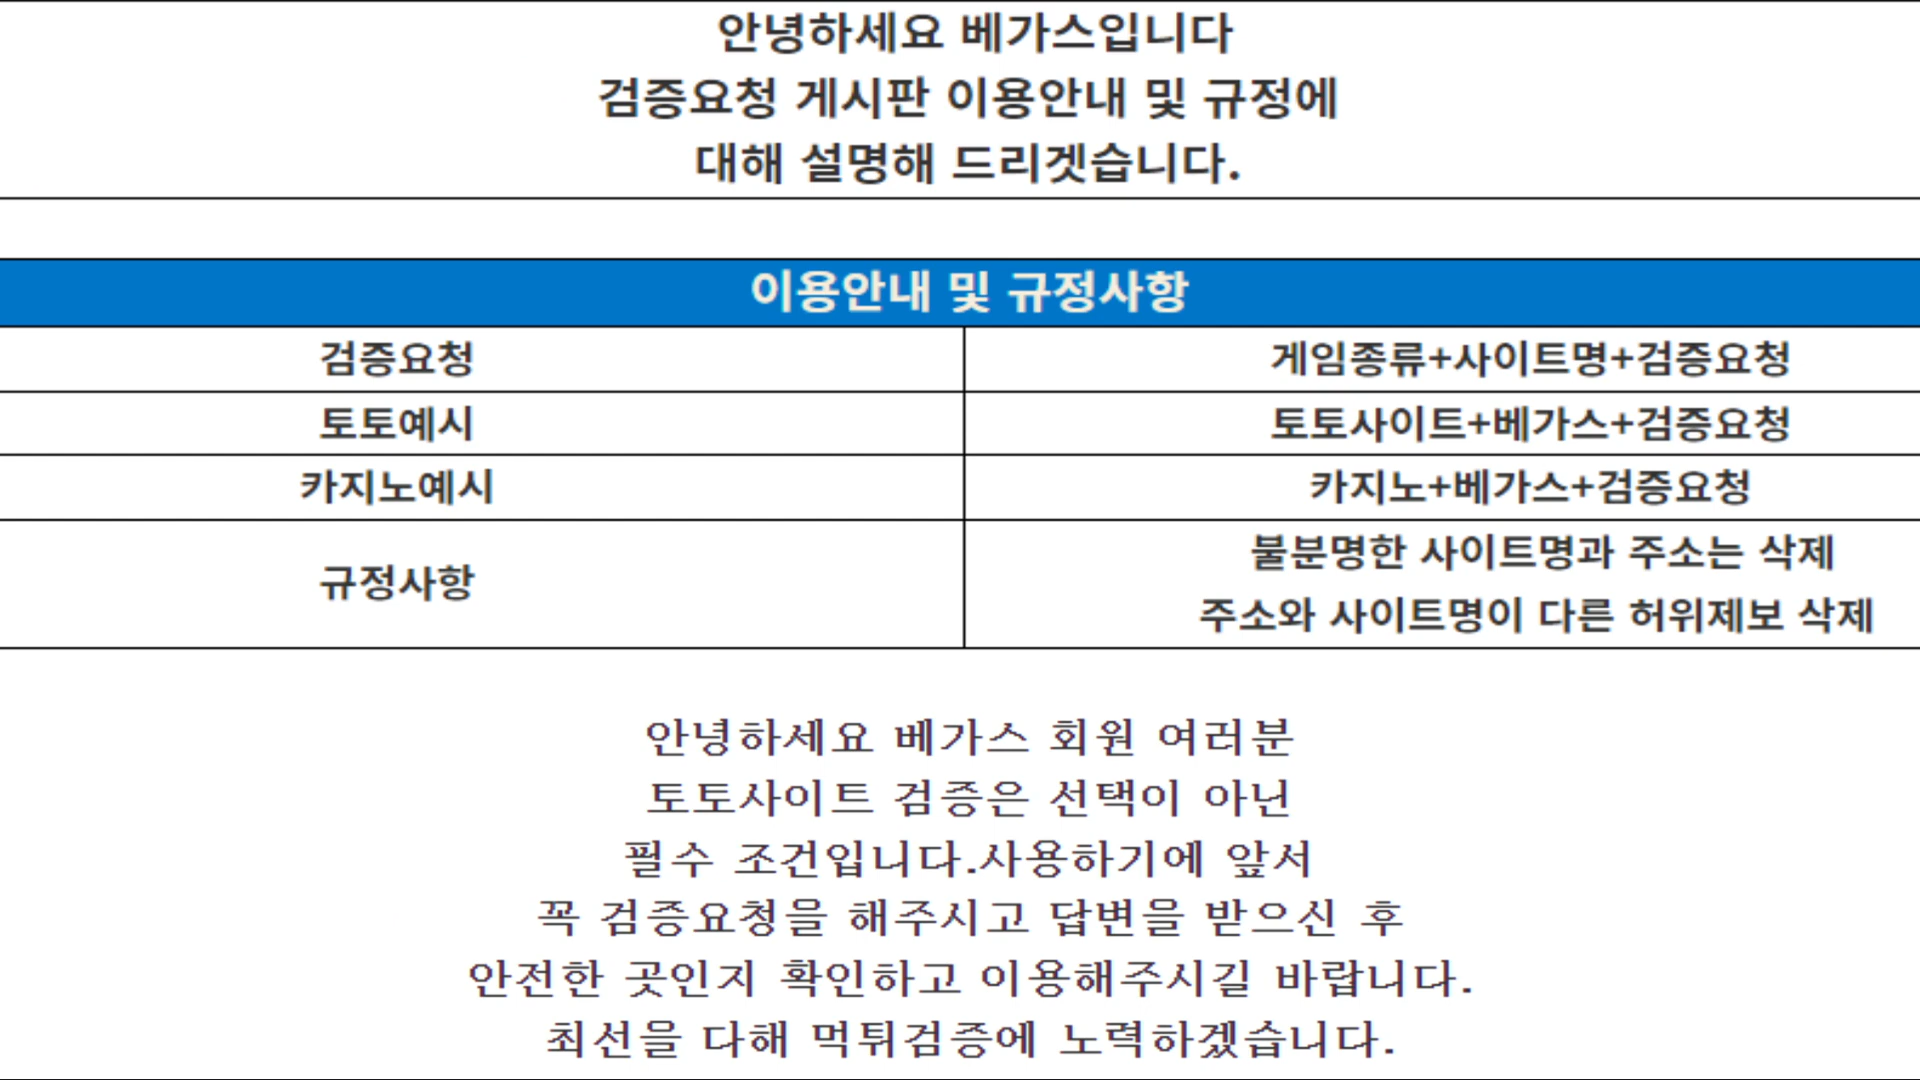 안녕하세요 베가스입니다
검증요청 게시판 이용안내 및 규정에
대해 설명해 드리겟습니다.
이용안내 및 규정사항
검증요청 게임종류+사이트명+검증요청
토토예시 토토사이트+베가스+검증요청
카지노예시 카지노+베가스+검증요청
규정사항
불분명한 사이트명과 주소는 삭제
주소와 사이트명이 다른 허위제보 삭제
안녕하세요 베가스 회원 여러분
토토사이트 검증은 선택이 아닌
필수 조건입니다.사용하기에 앞서
꼭 검증요청을 해주시고 답변을 받으신 후
안전한 곳인지 확인하고 이용해주시길 바랍니다.
최선을 다해 먹튀검증에 노력하겠습니다.